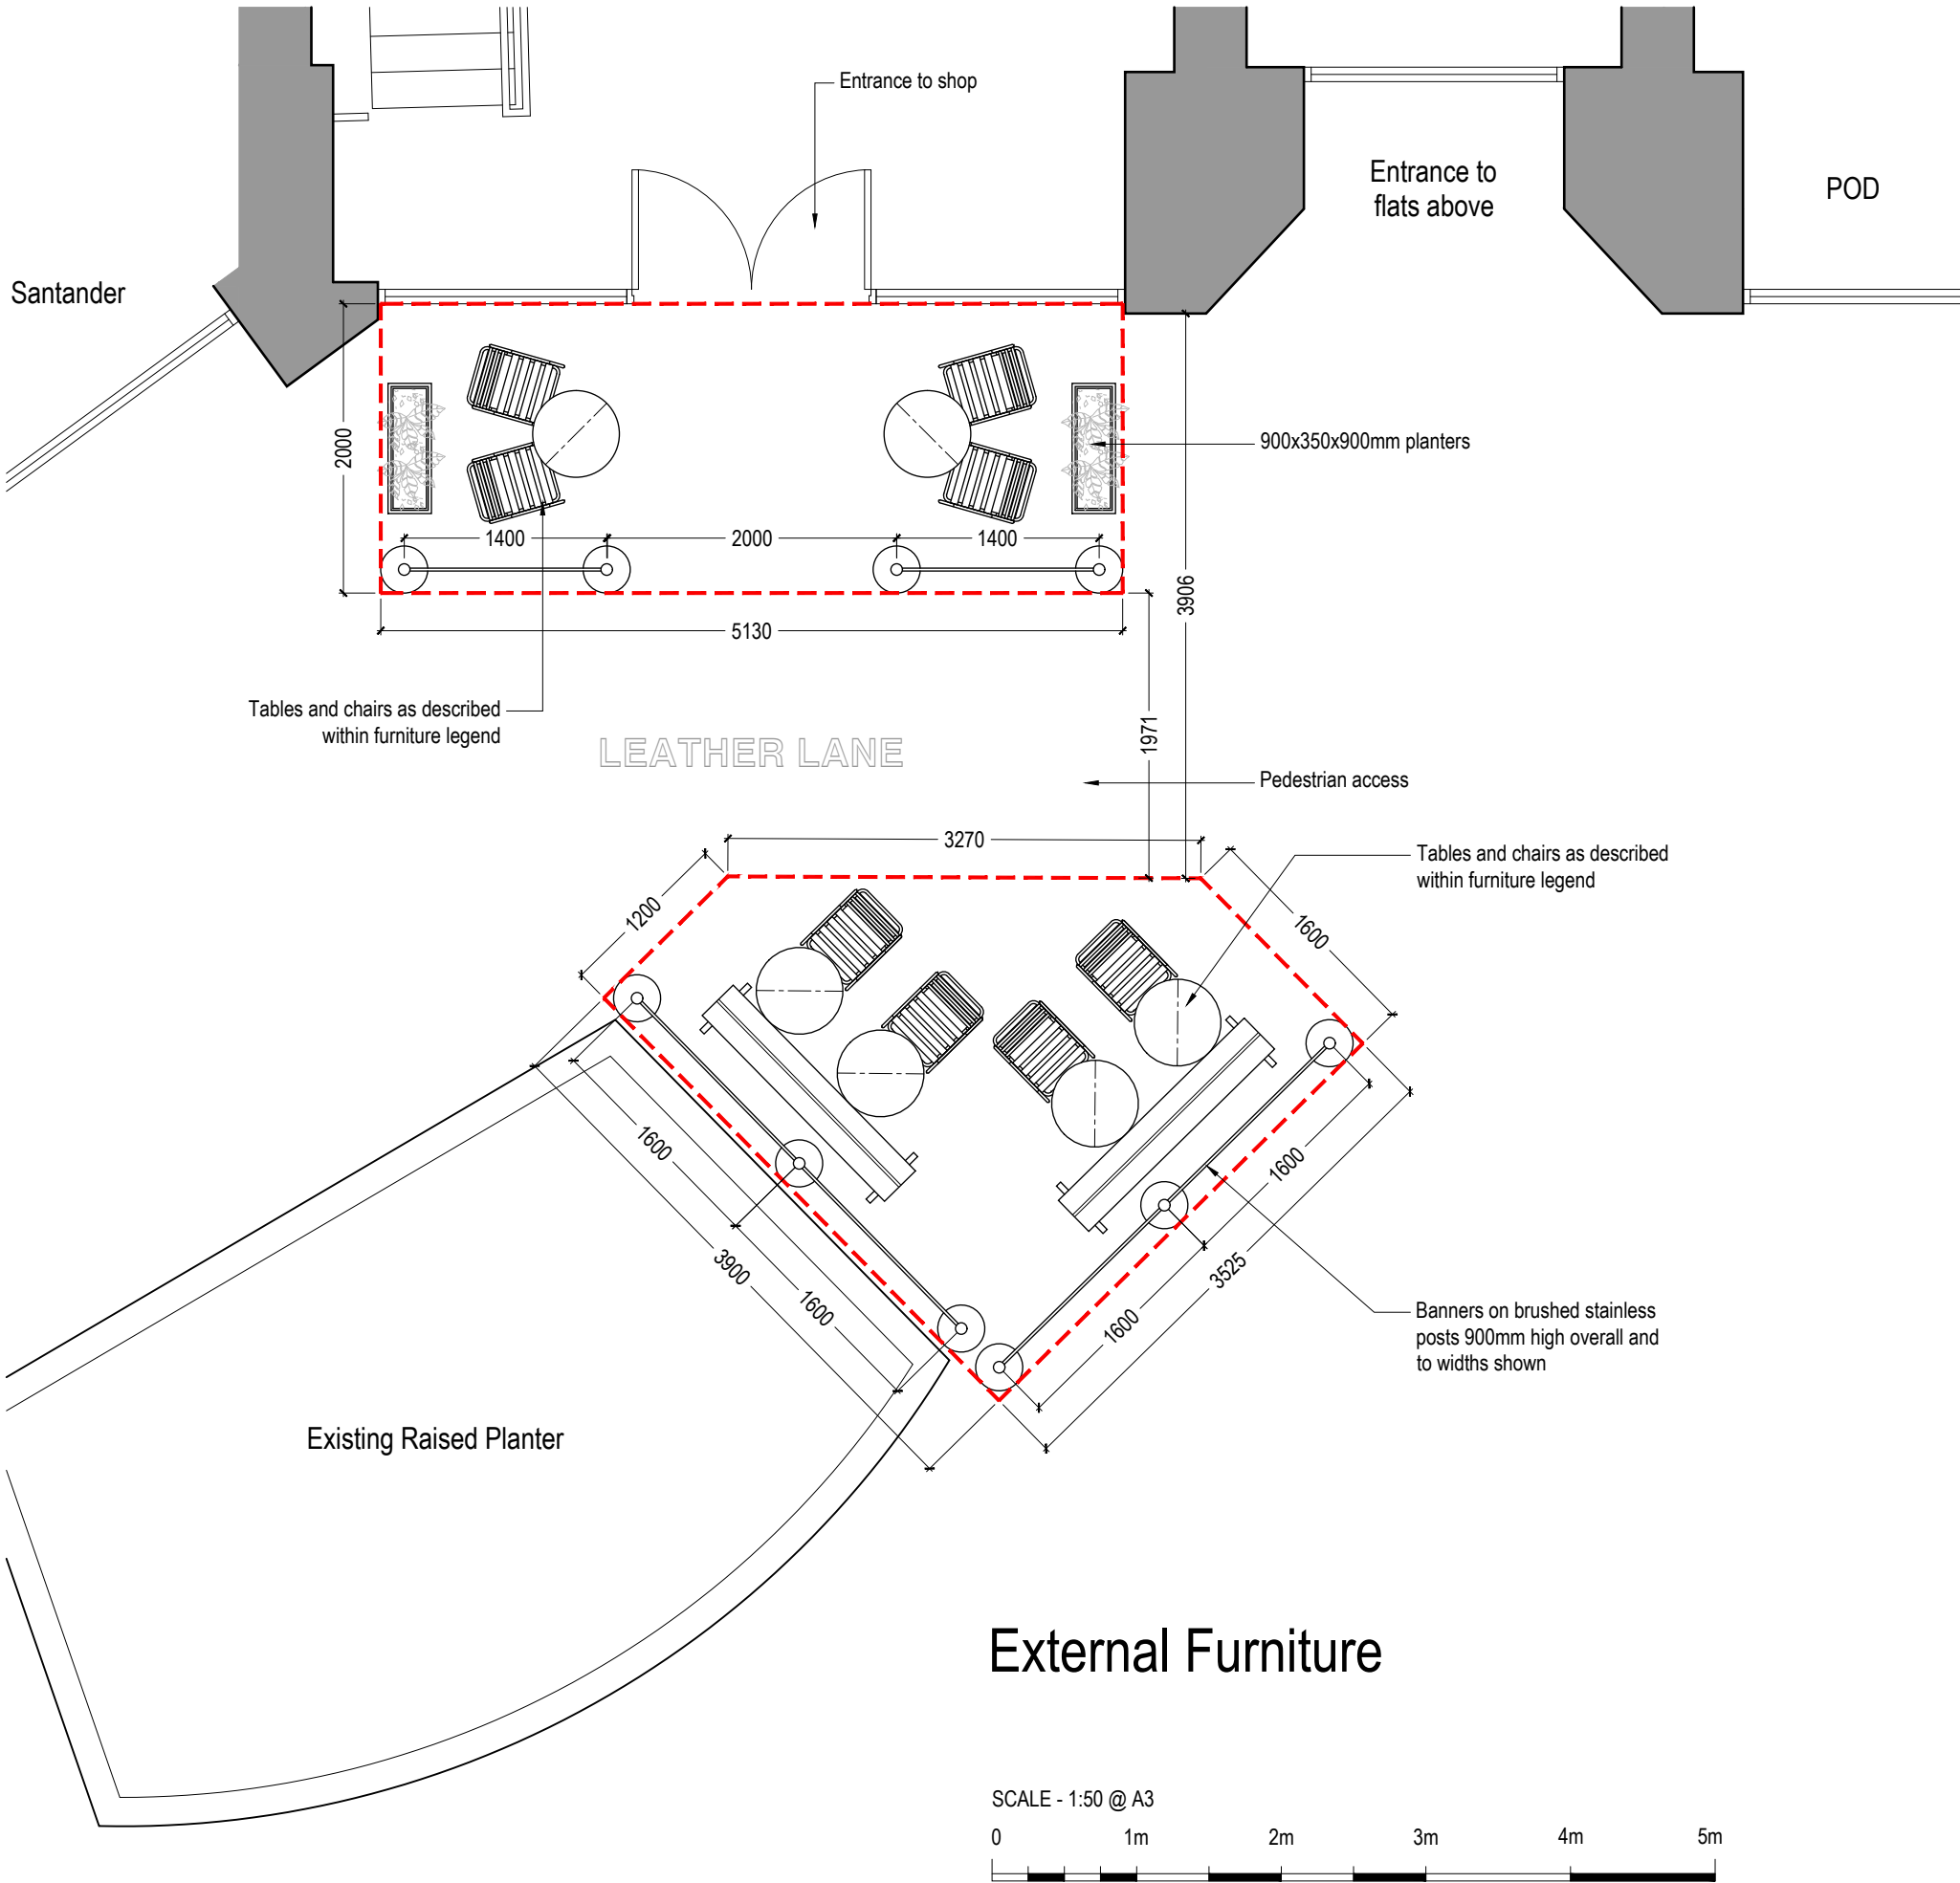 Entrance to shop
Entrance to
flats above
POD
Santander
2000
900x350x900mm planters
1400
2000
1400
3906
5130
Tables and chairs as described
within furniture legend
LEATHER LANE
1971
Pedestrian access
3270
Tables and chairs as described
within furniture legend
1200
1600
1600
1600
3900
3525
1600
1600
Banners on brushed stainless
posts 900mm high overall and
to widths shown
Existing Raised Planter
External Furniture
SCALE - 1:50 @ A3
0 1m 2m 3m 4m 5m